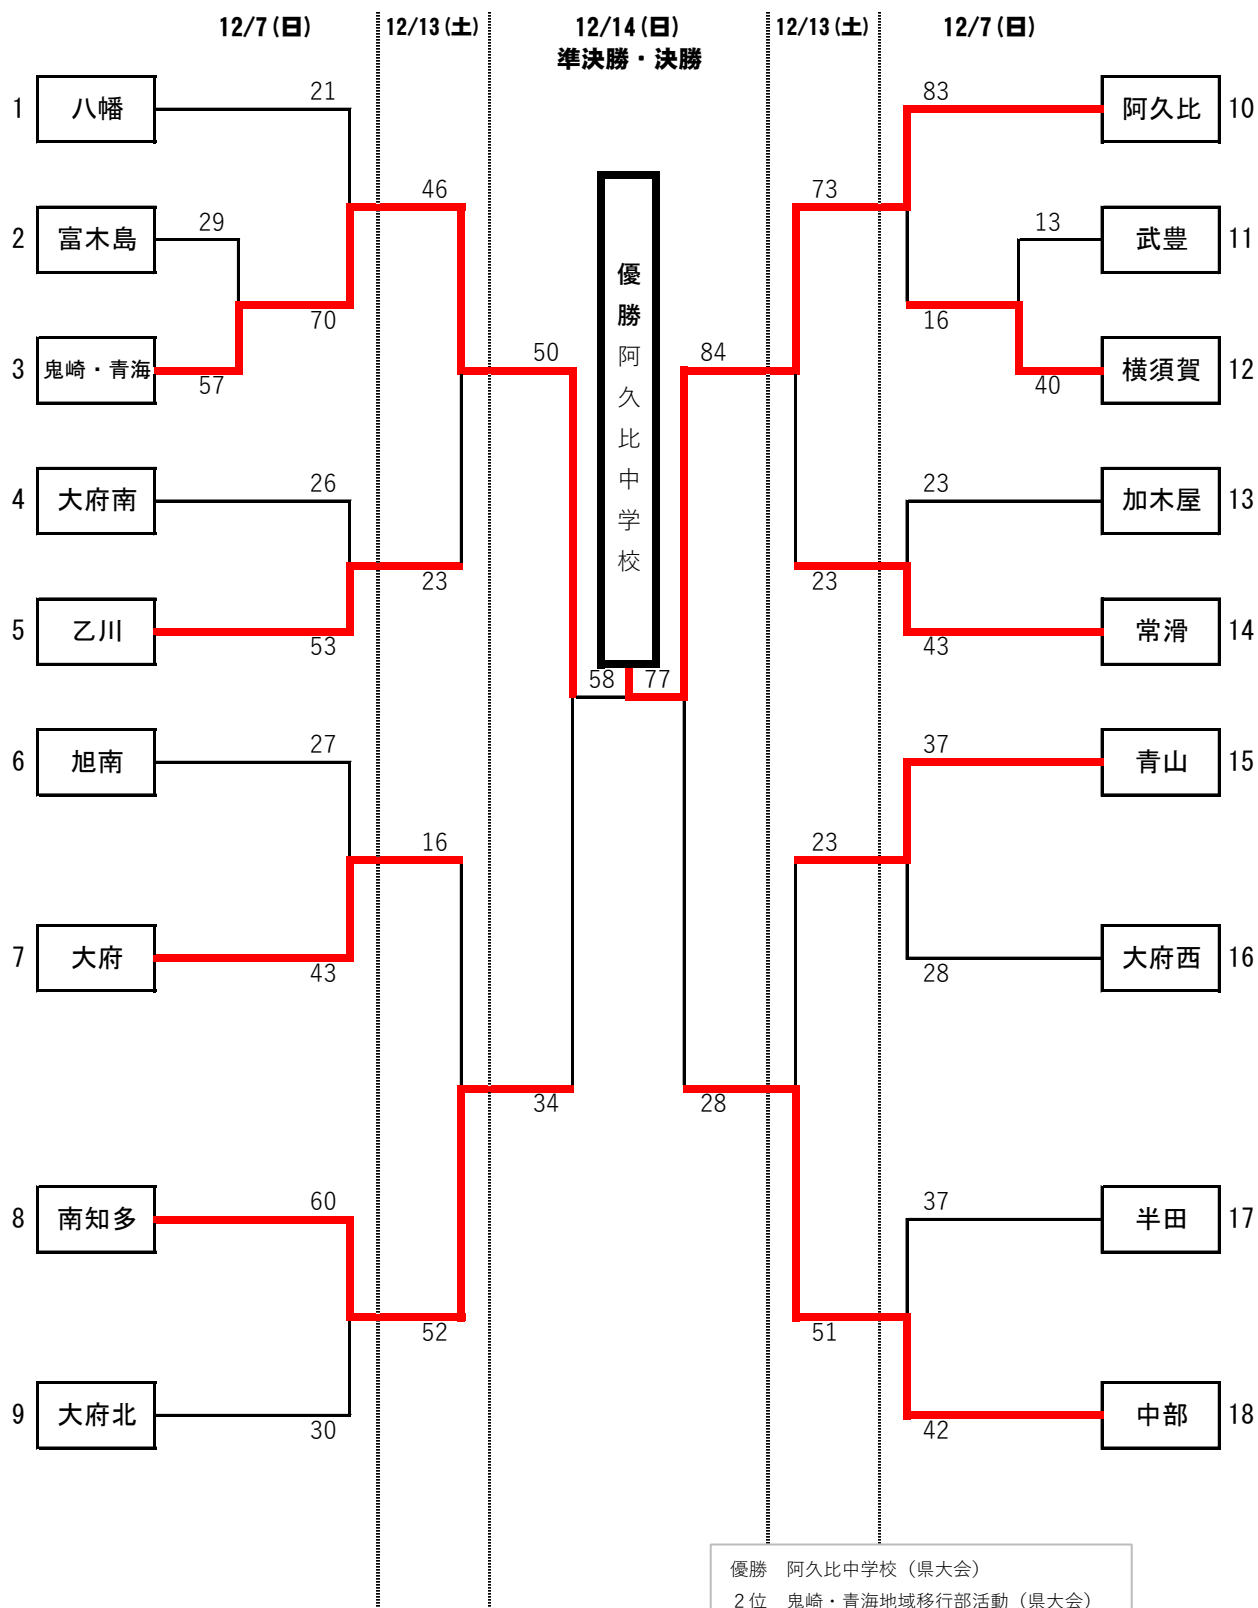 12/7(日) 12/13(土) 12/14(日) 12/13(土) 12/7(日)
準決勝・決勝
21 83
1 八幡 阿久比 10
46 73
29 13
2 富木島 武豊 11
70 16
50 84
3 鬼崎・青海 横須賀 12
57 40
優勝阿久比中学校
26 23
4 大府南 加木屋 13
23 23
5 乙川 常滑 14
53 43
58 77
27 37
6 旭南 青山 15
16 23
7 大府 大府西 16
43 28
34 28
60 37
8 南知多 半田 17
52 51
9 大府北 中部 18
30 42
優勝 阿久比中学校（県大会）
2位 鬼崎・青海地域移行部活動（県大会）